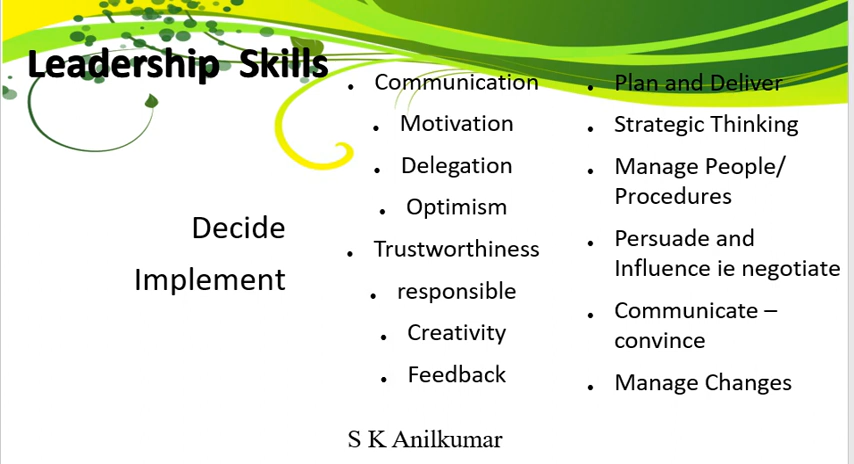 Leadership Skills
Decide
Implement
• Communication
• Motivation
• Delegation
• Optimism
• Trustworthiness
• responsible
• Creativity
• Feedback
• Plan and Deliver
• Strategic Thinking
• Manage People/
Procedures
• Persuade and
Influence ie negotiate
• Communicate –
convince
• Manage Changes
S K Anilkumar